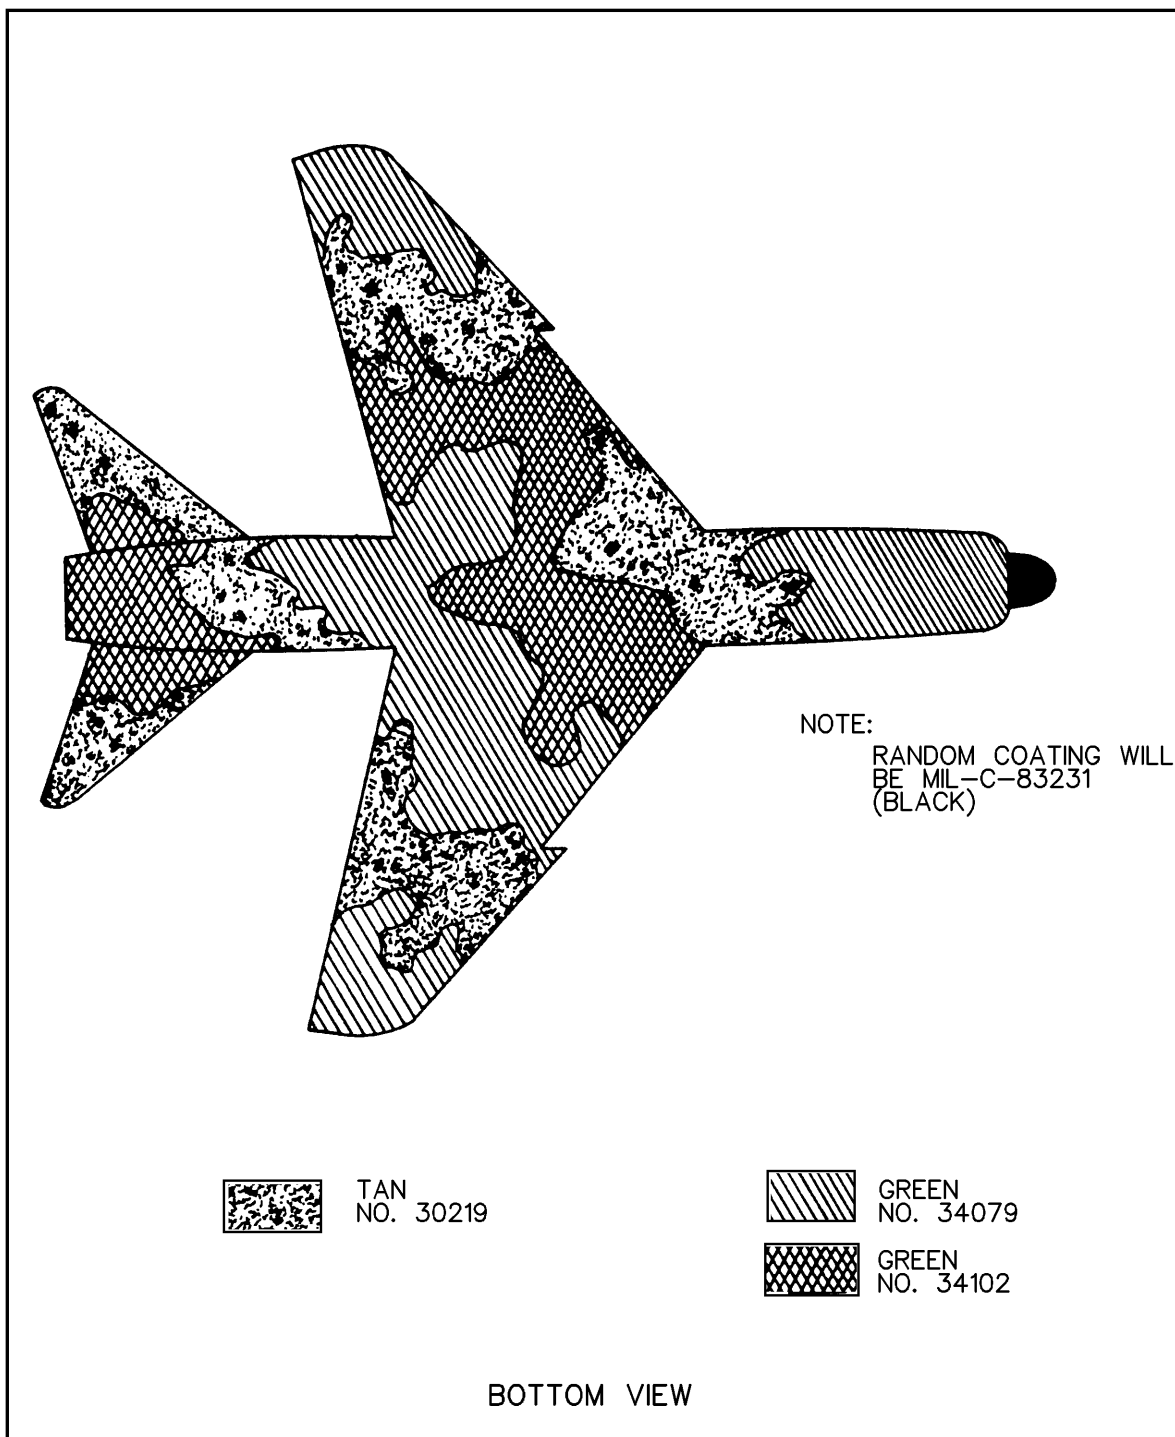 NOTE:
RANDOM COATING WILL
BE MIL-C-83231
(BLACK)
TAN
NO. 30219
GREEN
NO. 34079
GREEN
NO. 34102
BOTTOM VIEW